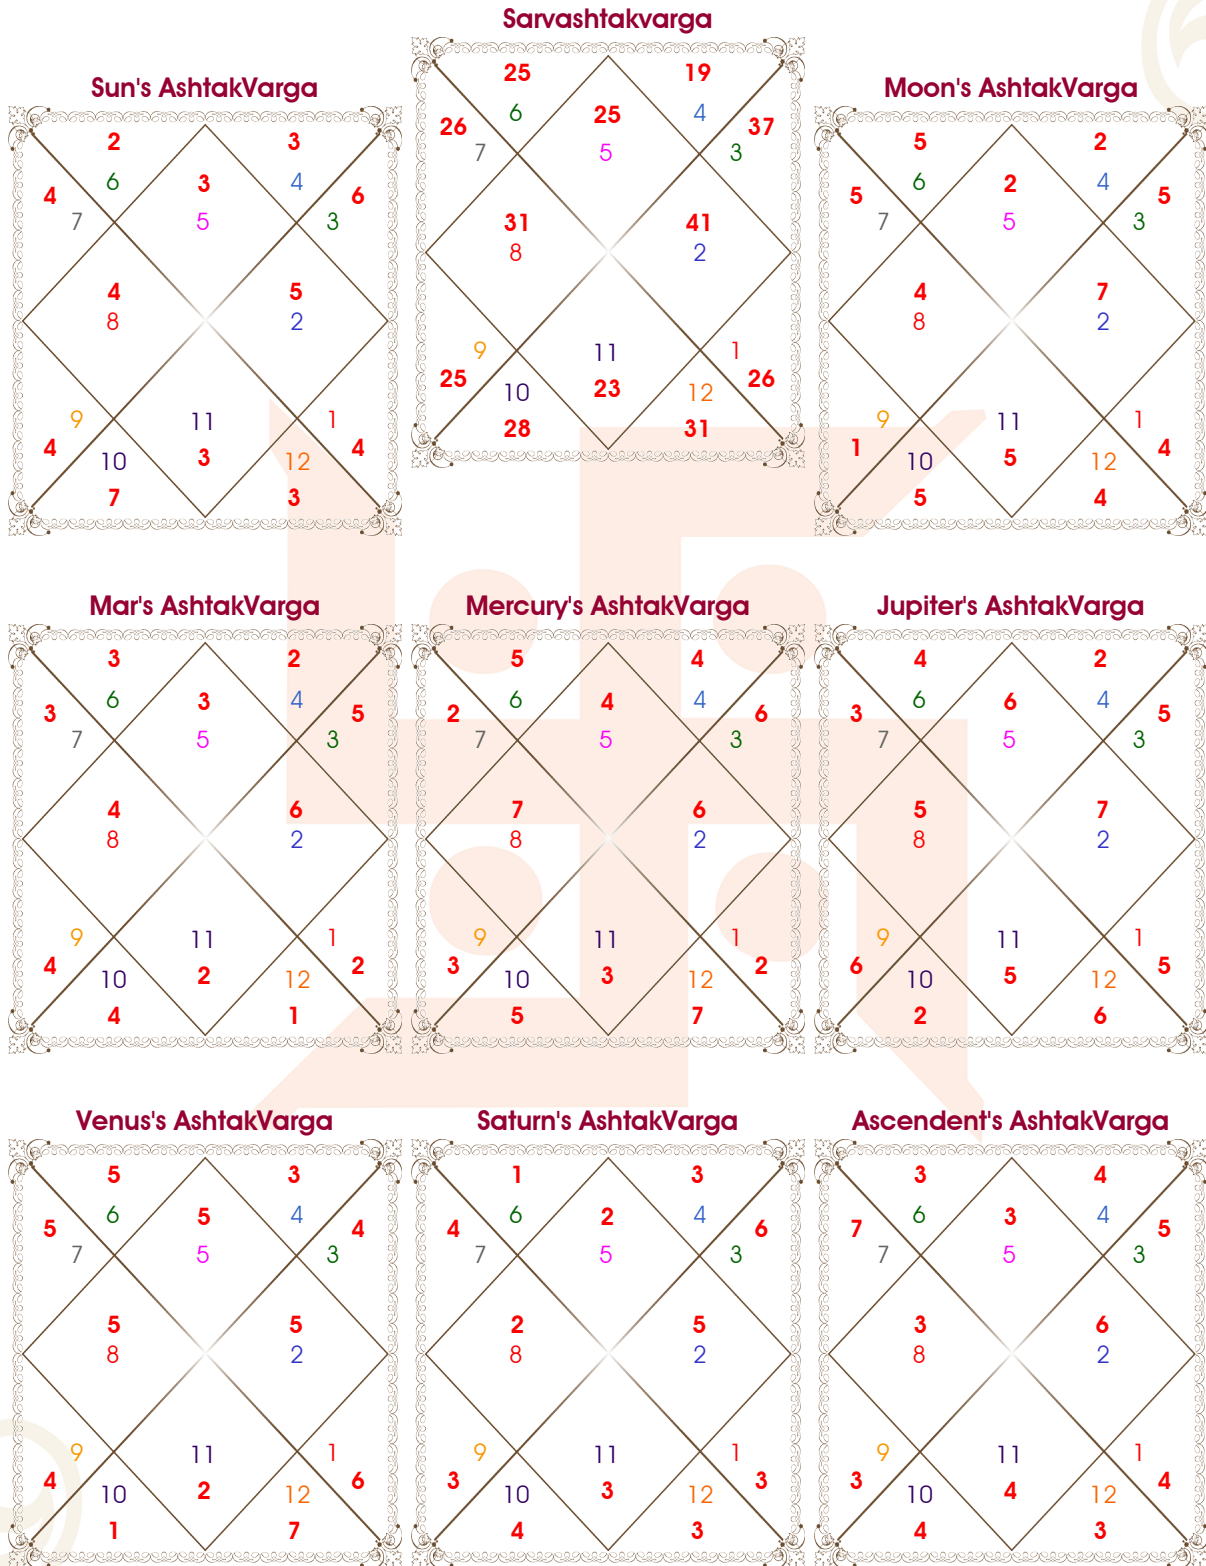 Sarvashtakvarga
25 19
26 6 25 4 37
7 5 3
31 41
8 2
9 11 1
25 10 23 12 26
28 31
Sun's AshtakVarga
2 3
4 6 3 4 6
7 5 3
4 5
8 2
9 11 1
4 10 3 12 4
7 3
Moon's AshtakVarga
5 2
5 6 2 4 5
7 5 3
4 7
8 2
9 11 1
1 10 5 12 4
5 4
Mar's AshtakVarga
3 2
3 6 3 4 5
7 5 3
4 6
8 2
9 11 1
4 10 2 12 2
4 1
Mercury's AshtakVarga
5 4
2 6 4 4 6
7 5 3
7 6
8 2
9 11 1
3 10 3 12 2
5 7
Jupiter's AshtakVarga
4 2
3 6 6 4 5
7 5 3
5 7
8 2
9 11 1
6 10 5 12 5
2 6
Venus's AshtakVarga
5 3
5 6 5 4 4
7 5 3
5 5
8 2
9 11 1
4 10 2 12 6
1 7
Saturn's AshtakVarga
1 3
4 6 2 4 6
7 5 3
2 5
8 2
9 11 1
3 10 3 12 3
4 3
Ascendent's AshtakVarga
3 4
7 6 3 4 5
7 5 3
3 6
8 2
9 11 1
3 10 4 12 4
4 3